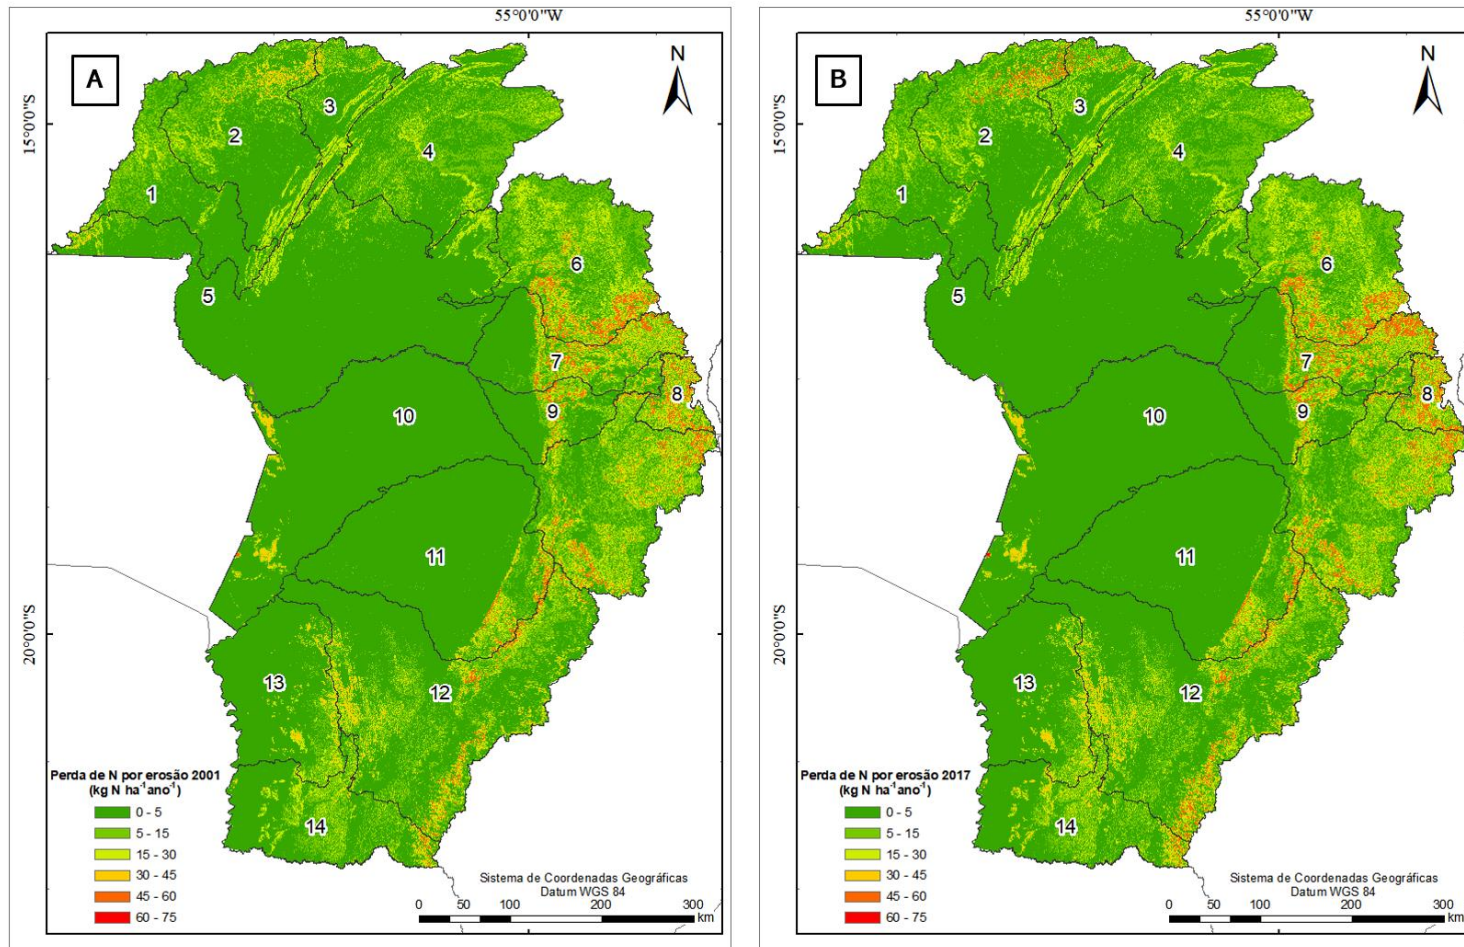 55°0'0"W
A
N
15°0'0"S
20°0'0"S
1
2
3
4
5
6
7
8
9
10
11
12
13
14
Perda de N por erosão 2001
(kg N ha⁻¹ano⁻¹)
0 - 5
5 - 15
15 - 30
30 - 45
45 - 60
60 - 75
Sistema de Coordenadas Geográficas
Datum WGS 84
0 50 100 200 300
km
55°0'0"W
B
N
15°0'0"S
20°0'0"S
1
2
3
4
5
6
7
8
9
10
11
12
13
14
Perda de N por erosão 2017
(kg N ha⁻¹ano⁻¹)
0 - 5
5 - 15
15 - 30
30 - 45
45 - 60
60 - 75
Sistema de Coordenadas Geográficas
Datum WGS 84
0 50 100 200 300
km